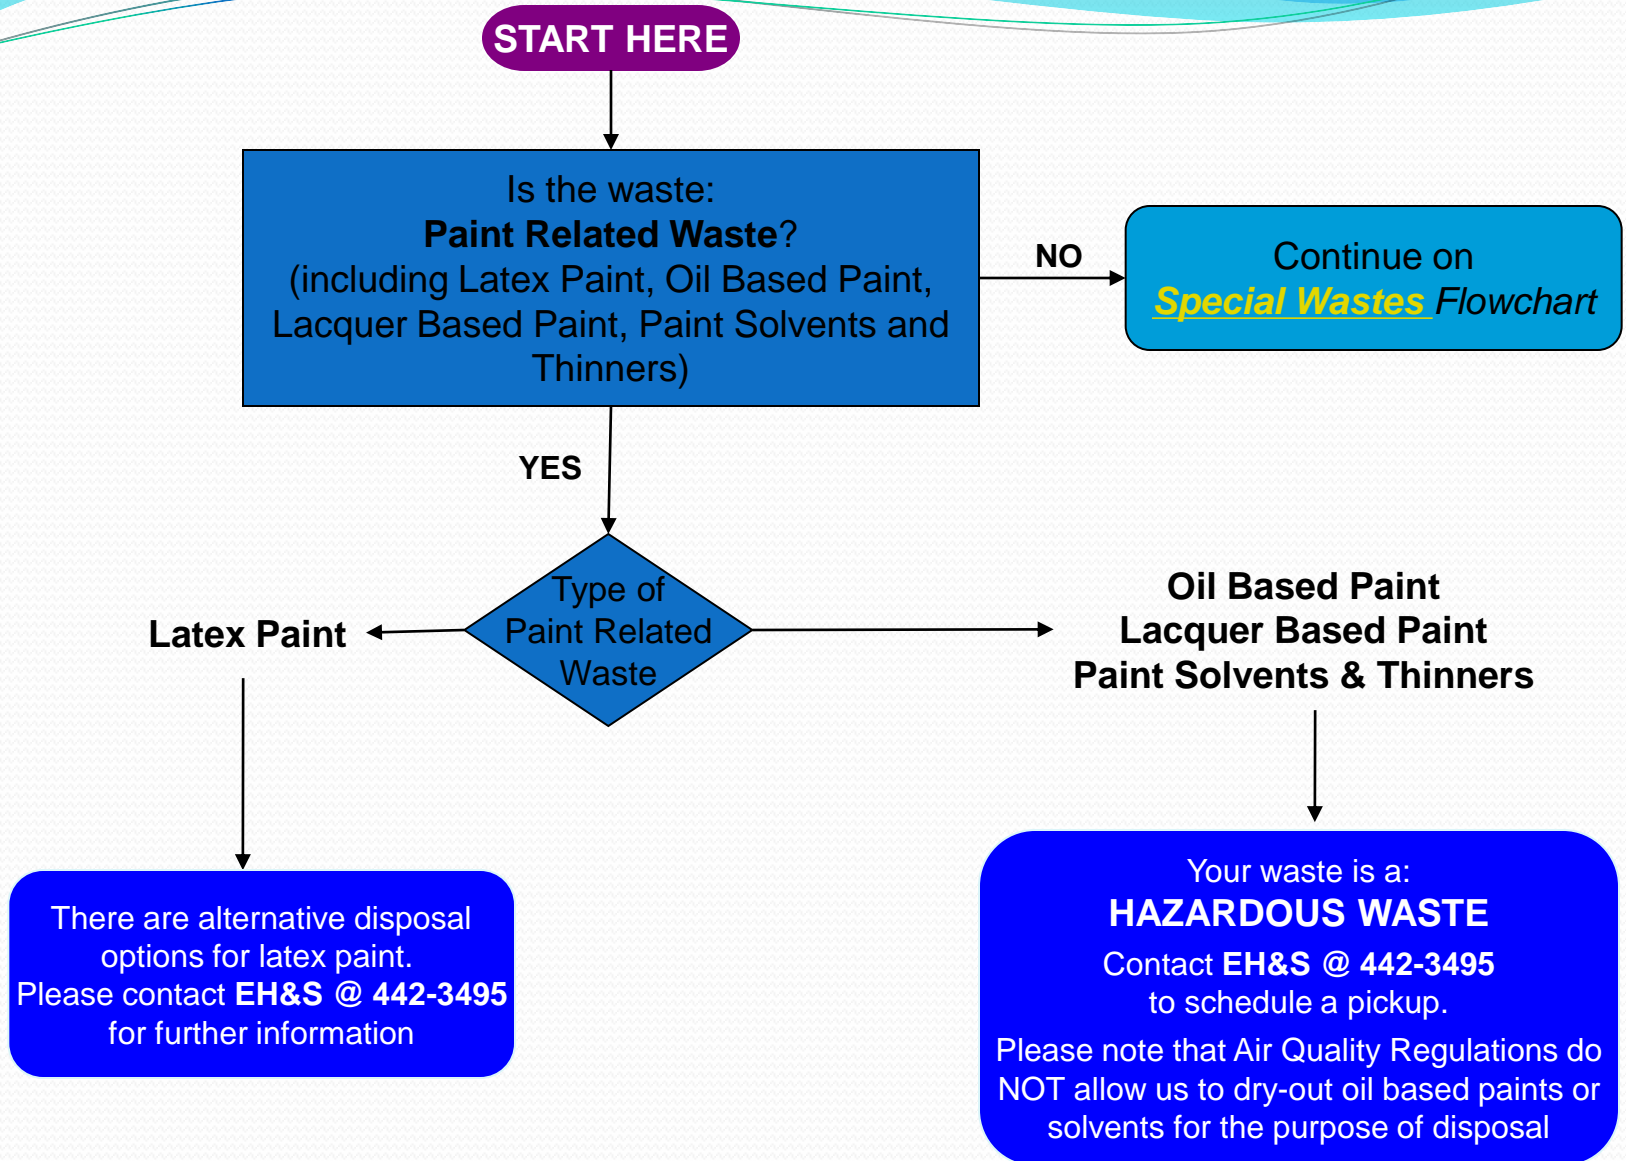 START HERE
Is the waste:
Paint Related Waste?
(including Latex Paint, Oil Based Paint,
Lacquer Based Paint, Paint Solvents and
Thinners)
NO
Continue on
Special Wastes Flowchart
YES
Type of
Paint Related
Waste
Latex Paint
Oil Based Paint
Lacquer Based Paint
Paint Solvents & Thinners
There are alternative disposal
options for latex paint.
Please contact EH&S @ 442-3495
for further information
Your waste is a:
HAZARDOUS WASTE
Contact EH&S @ 442-3495
to schedule a pickup.
Please note that Air Quality Regulations do
NOT allow us to dry-out oil based paints or
solvents for the purpose of disposal